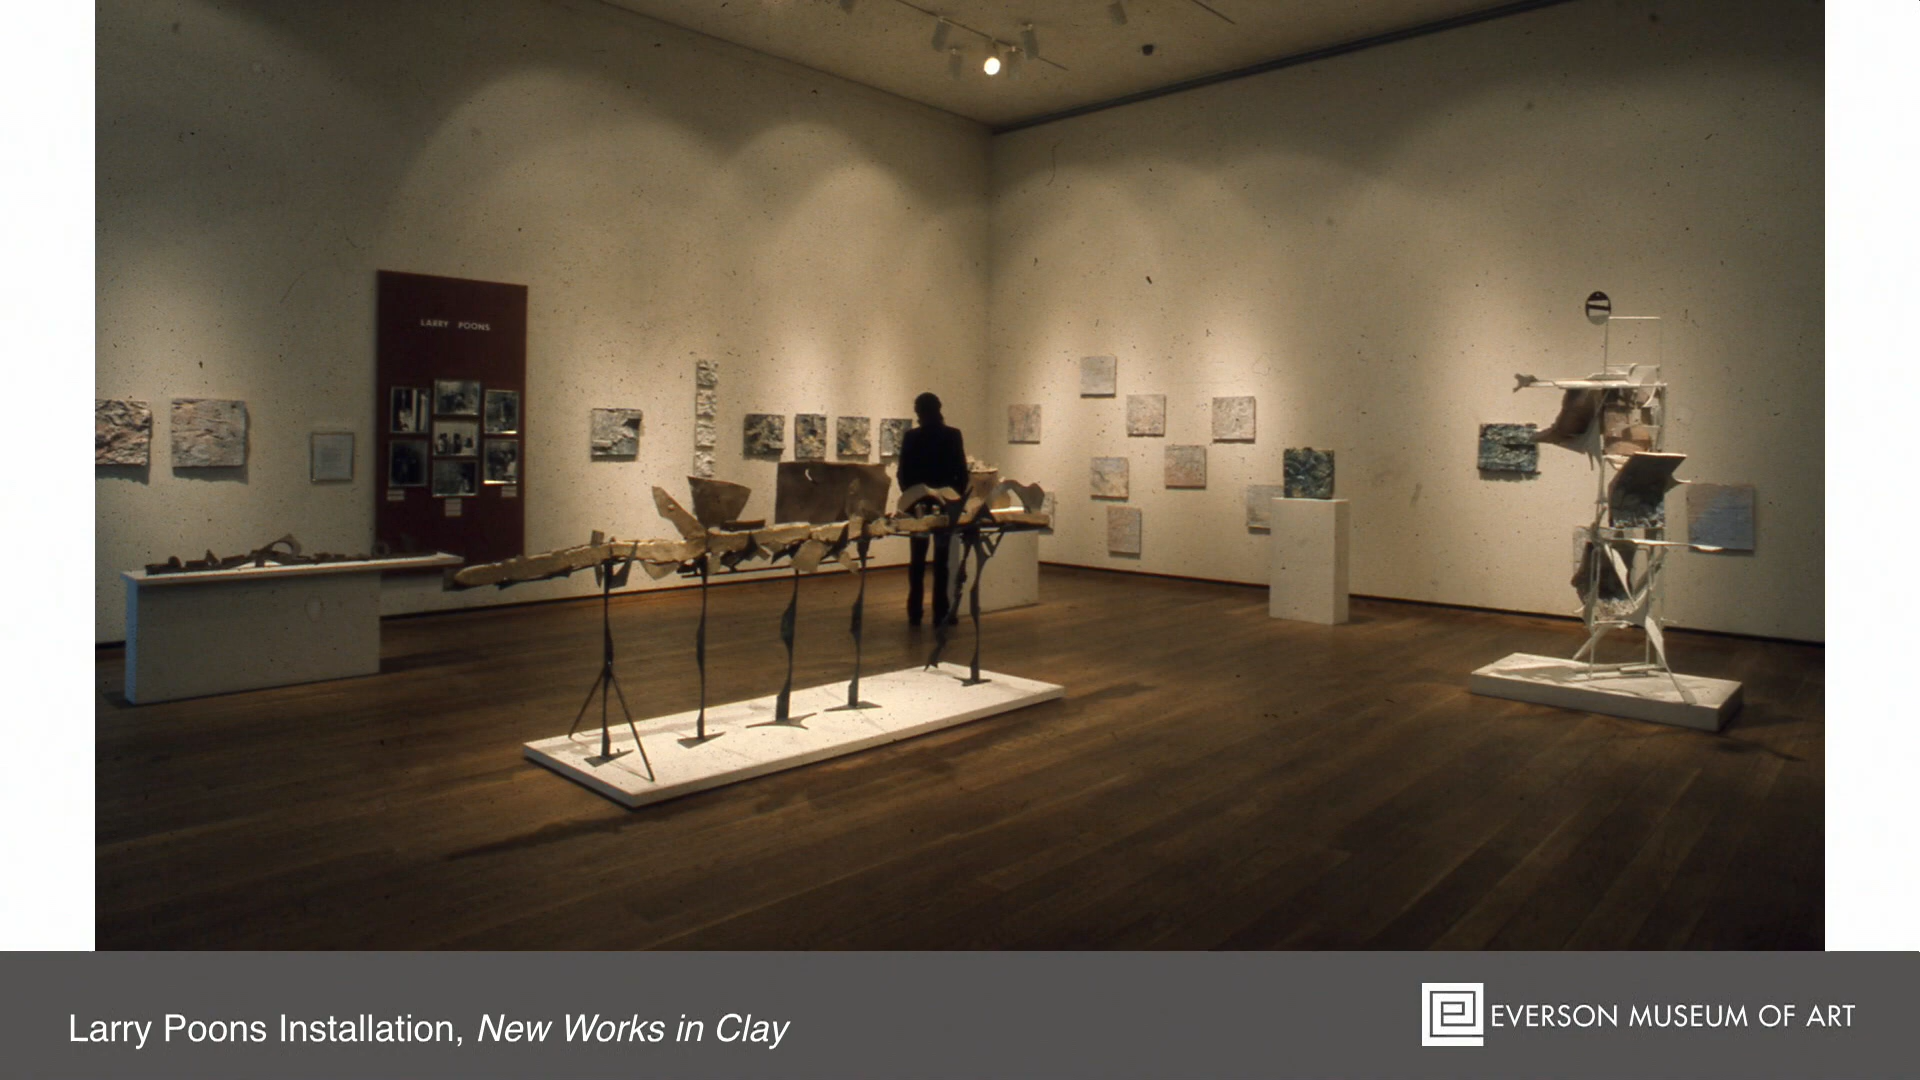 LARRY POONS
Larry Poons Installation, New Works in Clay
EVERSON MUSEUM OF ART